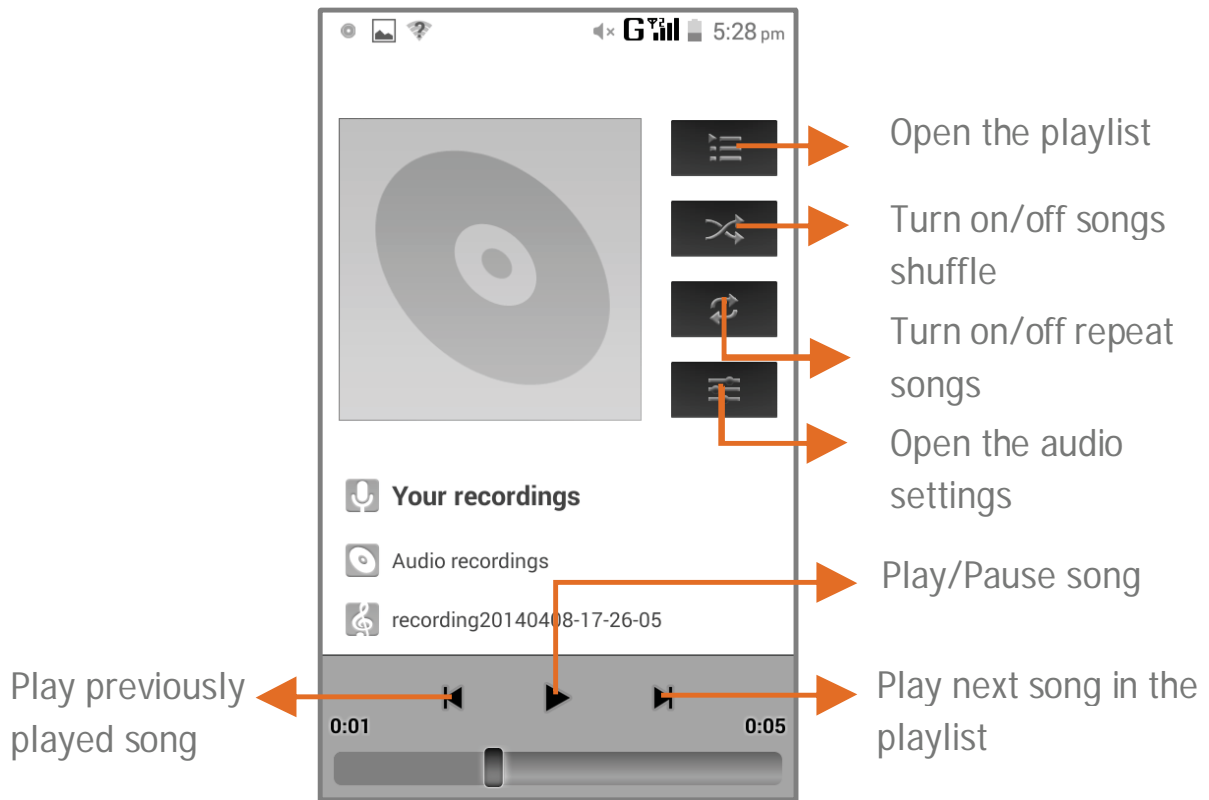 G 5:28 pm
Open the playlist
Turn on/off songs
shuffle
Turn on/off repeat
songs
Open the audio
settings
Your recordings
Audio recordings
recording20140408-17-26-05
Play/Pause song
Play previously
played song
Play next song in the
playlist
0:01
0:05